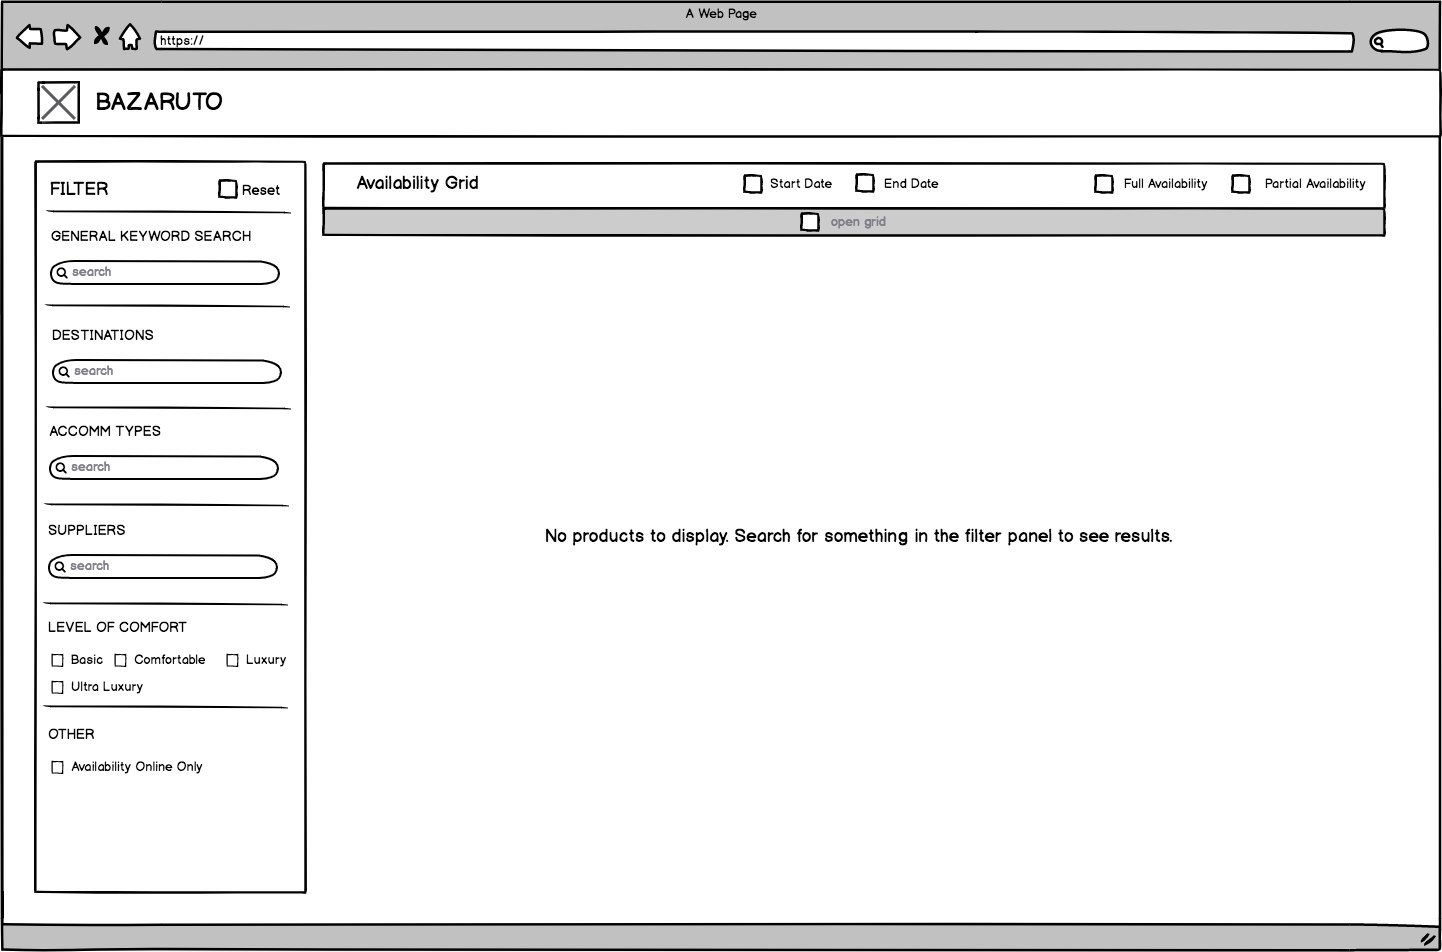 A Web Page
https://
BAZARUTO
FILTER
Reset
GENERAL KEYWORD SEARCH
search
DESTINATIONS
search
ACCOMM TYPES
search
SUPPLIERS
search
LEVEL OF COMFORT
Basic Comfortable Luxury
Ultra Luxury
OTHER
Availability Online Only
Availability Grid
Start Date
End Date
Full Availability
Partial Availability
open grid
No products to display. Search for something in the filter panel to see results.